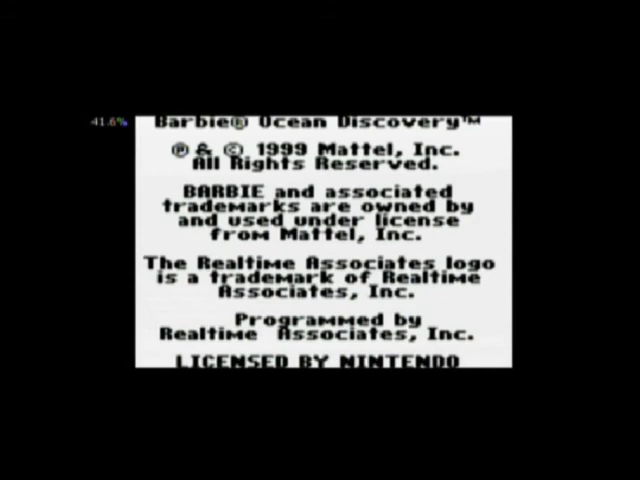 41.6%
Barbie® Ocean Discovery™
℗ & © 1999 Mattel, Inc.
All Rights Reserved.
BARBIE and associated
trademarks are owned by
and used under license
from Mattel, Inc.
The Realtime Associates logo
is a trademark of Realtime
Associates, Inc.
Programmed by
Realtime Associates, Inc.
LICENSED BY NINTENDO